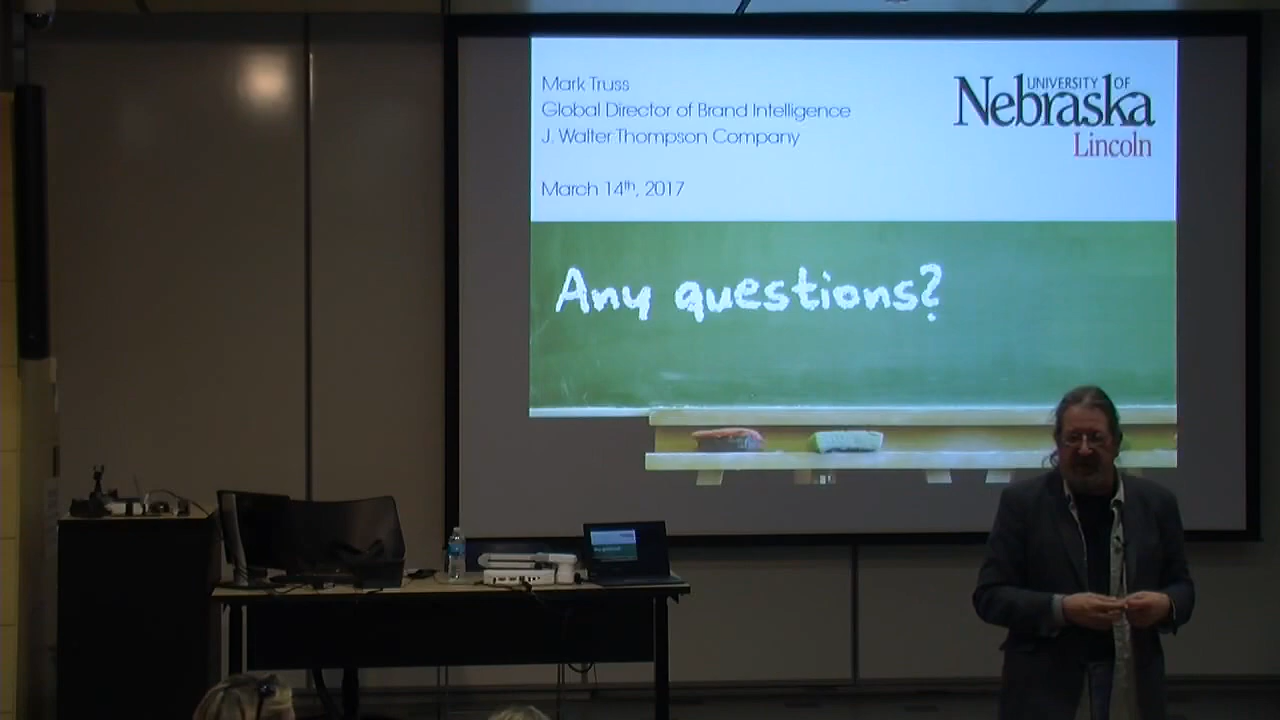 Mark Truss
Global Director of Brand Intelligence
J. Walter Thompson Company
March 14th, 2017
UNIVERSITY OF
Nebraska
Lincoln
Any questions?